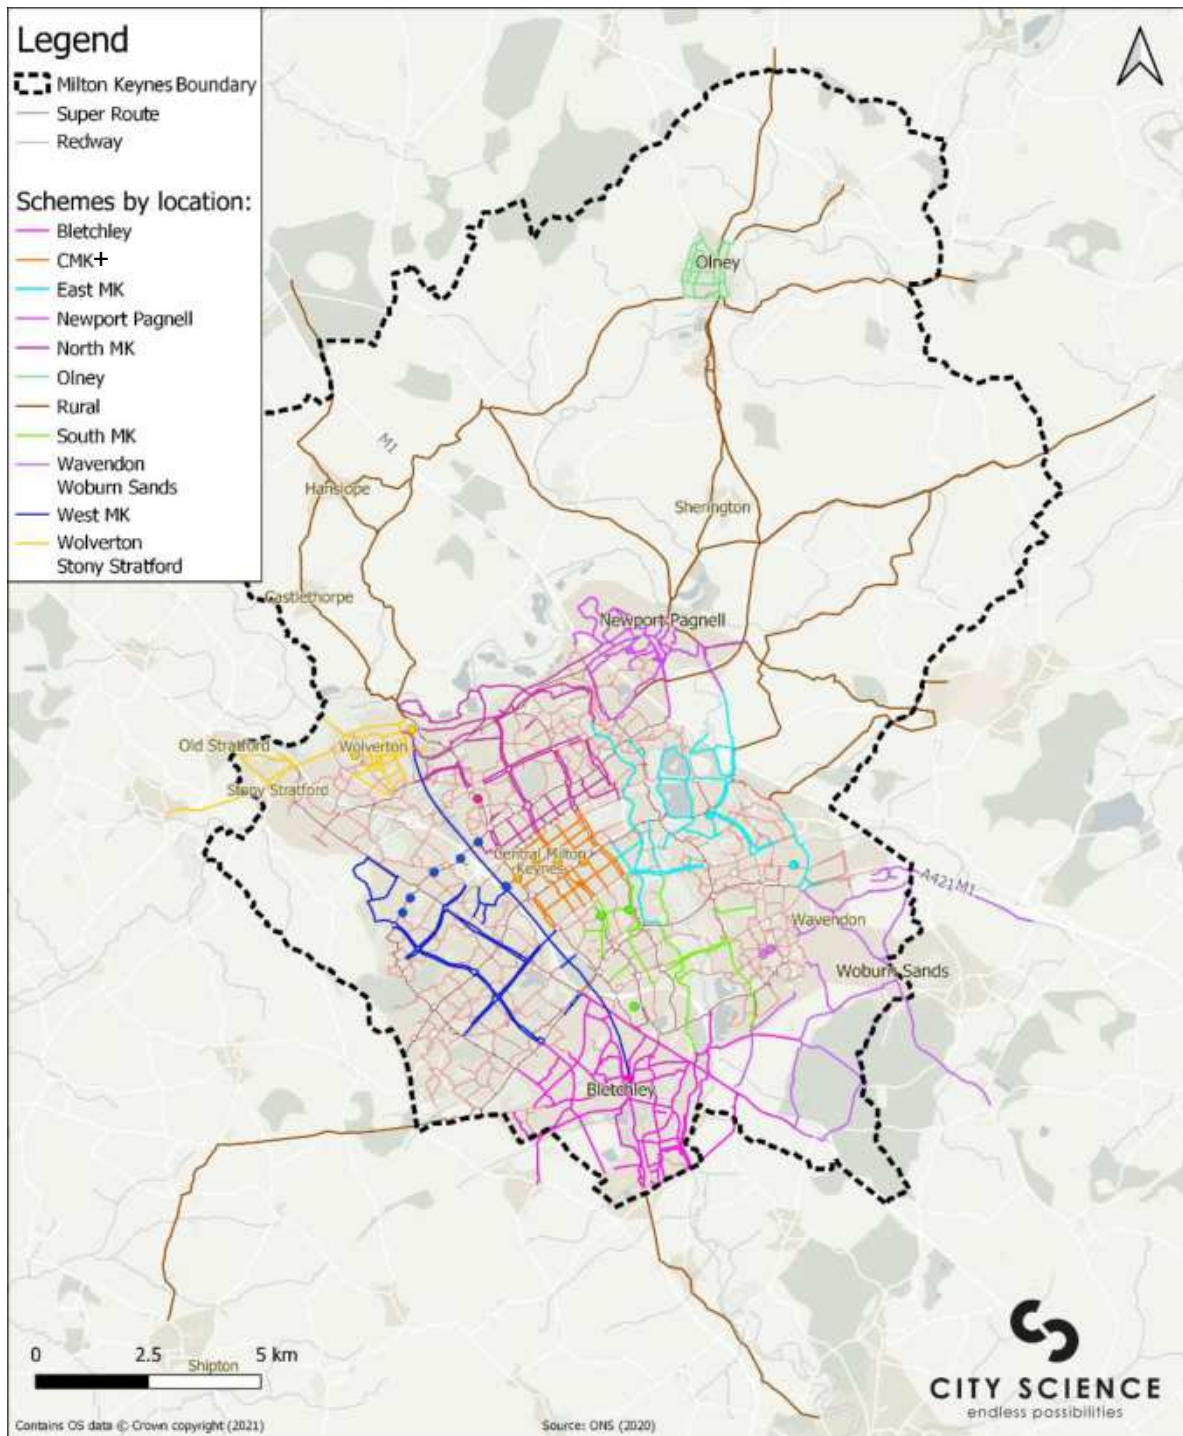 Legend
Milton Keynes Boundary
Super Route
Redway
Schemes by location:
Bletchley
CMK+
East MK
Newport Pagnell
North MK
Olney
Rural
South MK
Wavendon
Woburn Sands
West MK
Wolverton
Stony Stratford
Olney
M1
Hanslope
Sherington
Castlethorpe
Newport Pagnell
Old Stratford
Wolverton
Stony Stratford
Central Milton
Keynes
A421M1
Wavendon
Woburn Sands
Bletchley
0 2.5 5 km
Shipton
CITY SCIENCE
endless possibilities
Contains OS data © Crown copyright (2021)
Source: ONS (2020)